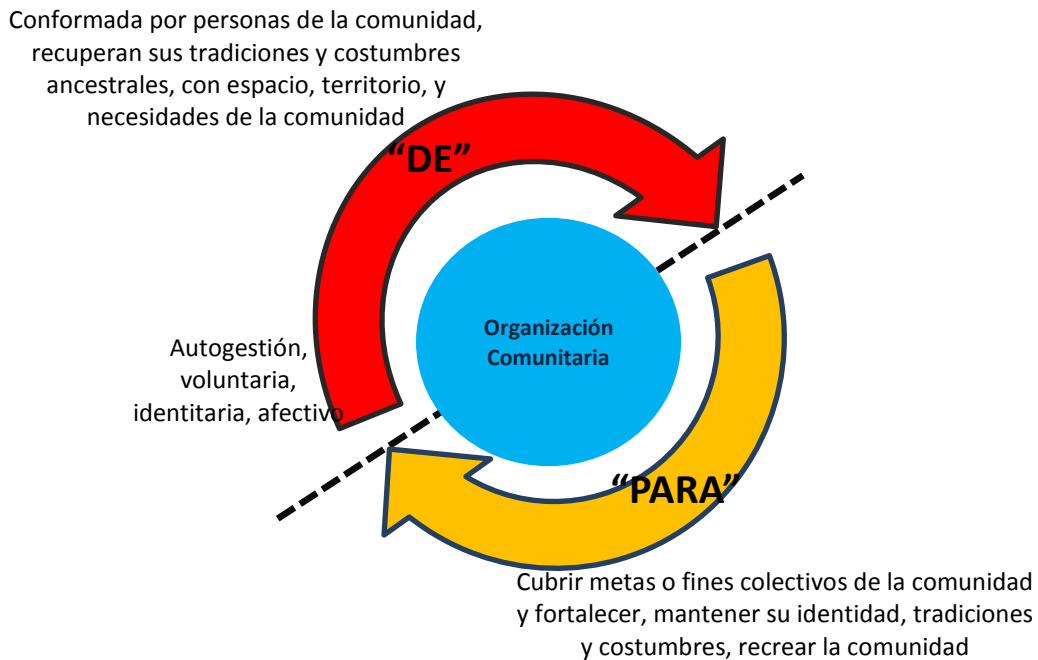 Conformada por personas de la comunidad,
recuperan sus tradiciones y costumbres
ancestrales, con espacio, territorio, y
necesidades de la comunidad
“DE”
Organización
Comunitaria
Autogestión,
voluntaria,
identitaria, afectivo
“PARA”
Cubrir metas o fines colectivos de la comunidad
y fortalecer, mantener su identidad, tradiciones
y costumbres, recrear la comunidad